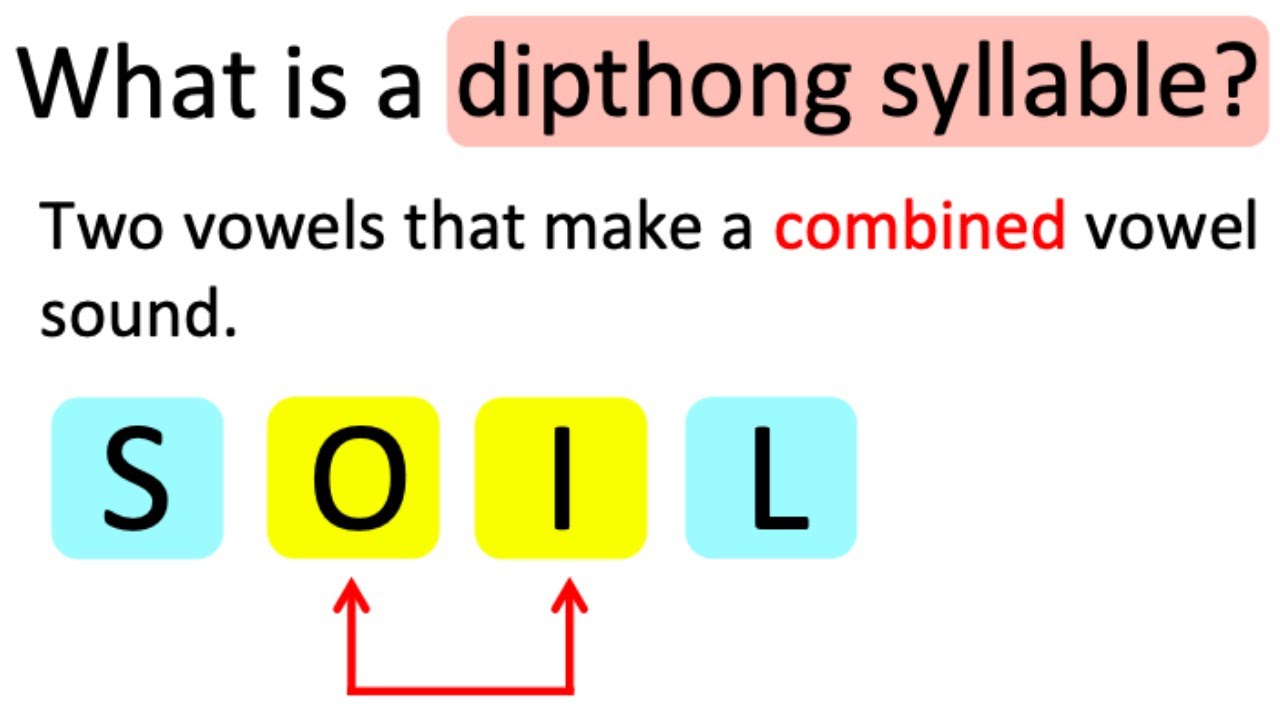 What is a dipthong syllable?
Two vowels that make a combined vowel
sound.
S O I L